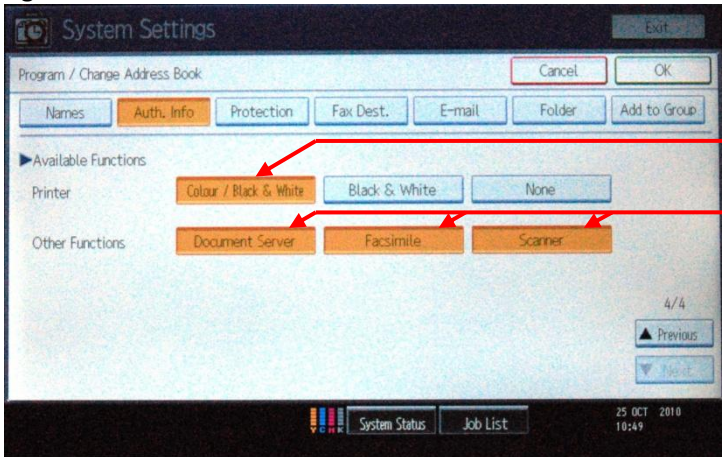 System Settings Exit
Program / Change Address Book Cancel OK
Names Auth. Info Protection Fax Dest. E-mail Folder Add to Group
►Available Functions
Printer Colour / Black & White Black & White None
Other Functions Document Server Facsimile Scanner
4/4
▲ Previous
▼ Next
Y C M K System Status Job List 25 OCT 2010
10:49